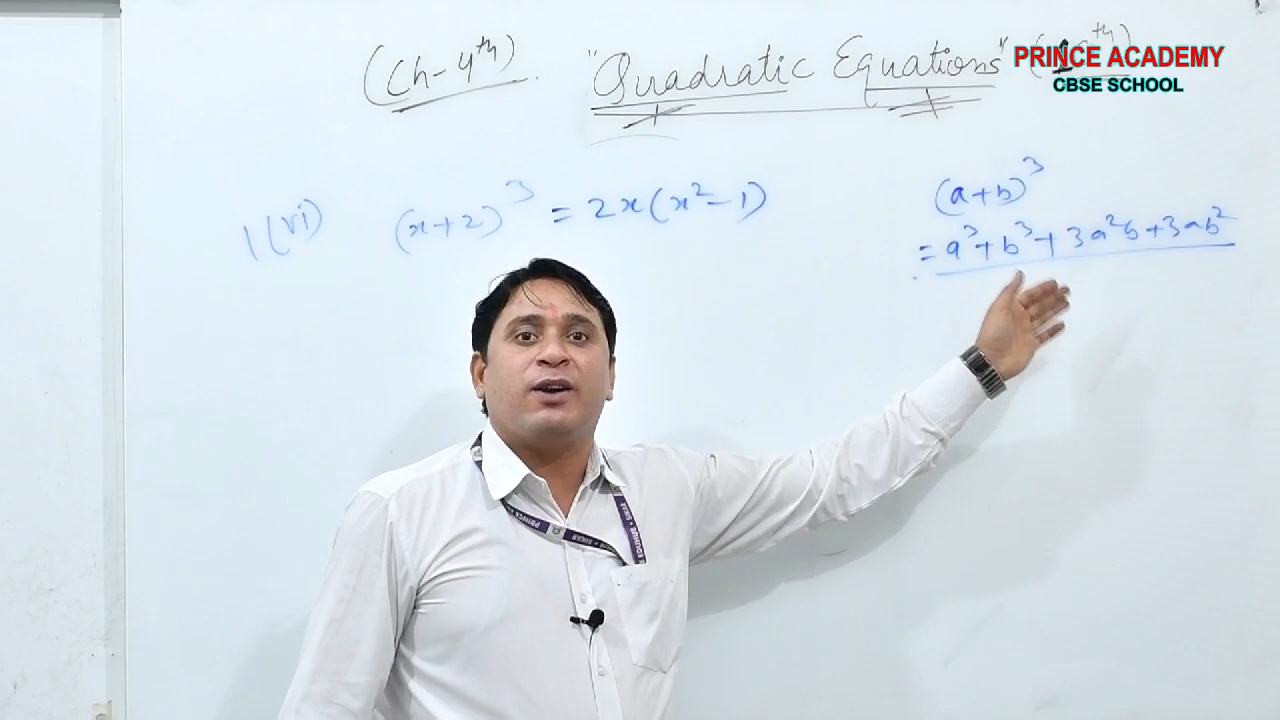 (Ch-4th) "Quadratic Equations"
PRINCE ACADEMY
CBSE SCHOOL
1(vi) (x+2)³ = 2x(x²-1)
(a+b)³
= a³+b³+3a²b+3ab²